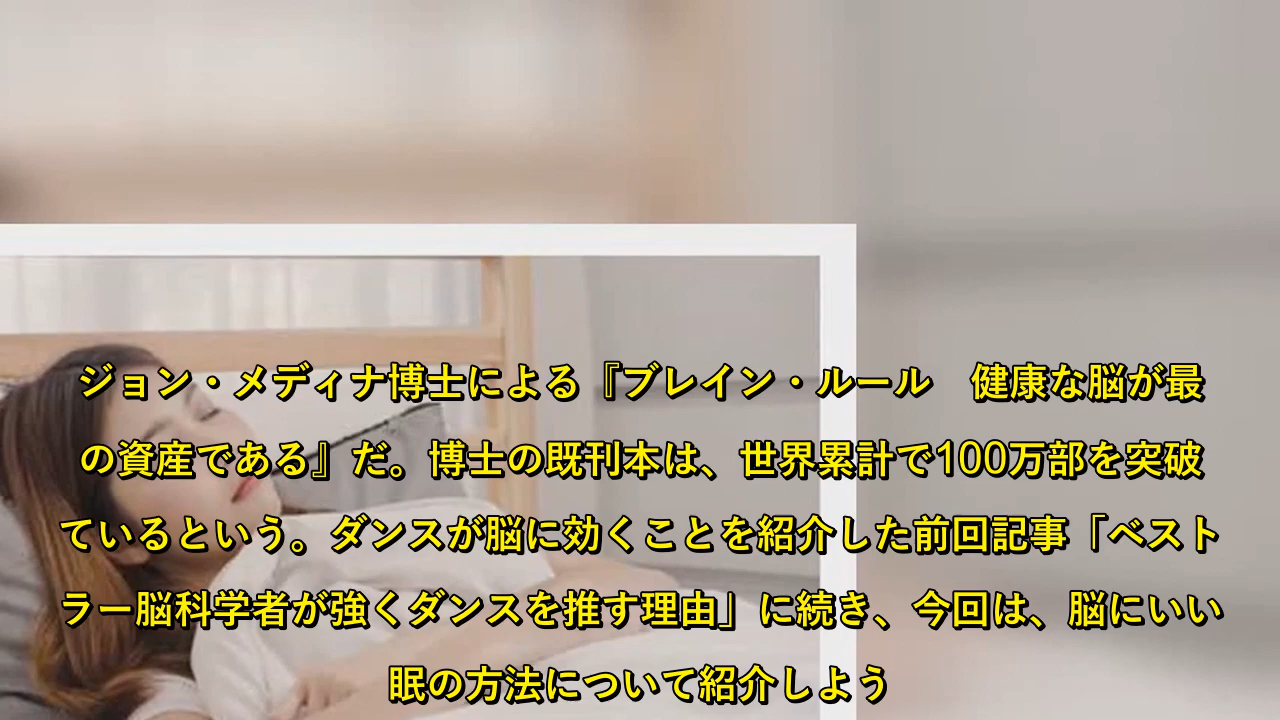 ジョン・メディナ博士による『ブレイン・ルール　健康な脳が最
の資産である』だ。博士の既刊本は、世界累計で100万部を突破
ているという。ダンスが脳に効くことを紹介した前回記事「ベスト
ラー脳科学者が強くダンスを推す理由」に続き、今回は、脳にいい
眠の方法について紹介しよう